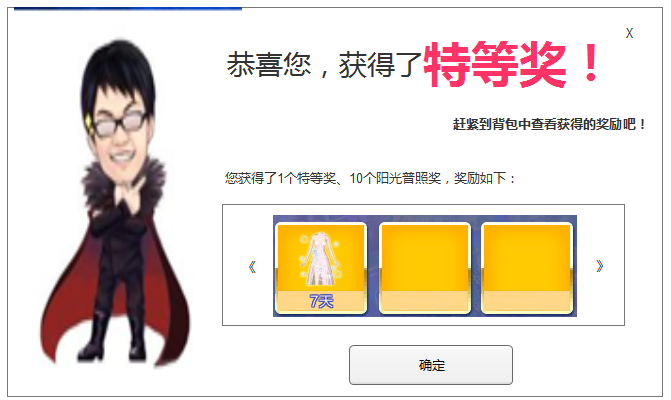 X
恭喜您，获得了特等奖！
赶紧到背包中查看获得的奖励吧！
您获得了1个特等奖、10个阳光普照奖，奖励如下：
《 》
7天
确定